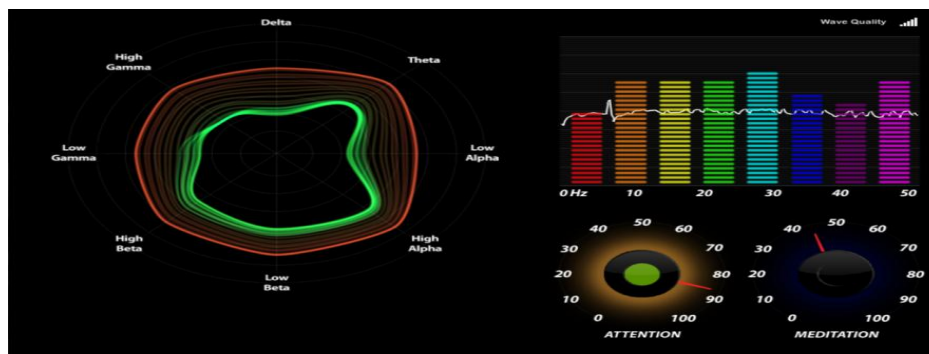 Delta
Theta
Low
Alpha
High
Alpha
Low
Beta
High
Beta
Low
Gamma
High
Gamma
Wave Quality
0 Hz 10 20 30 40 50
0 10 20 30 40 50 60 70 80 90 100
ATTENTION
0 10 20 30 40 50 60 70 80 90 100
MEDITATION